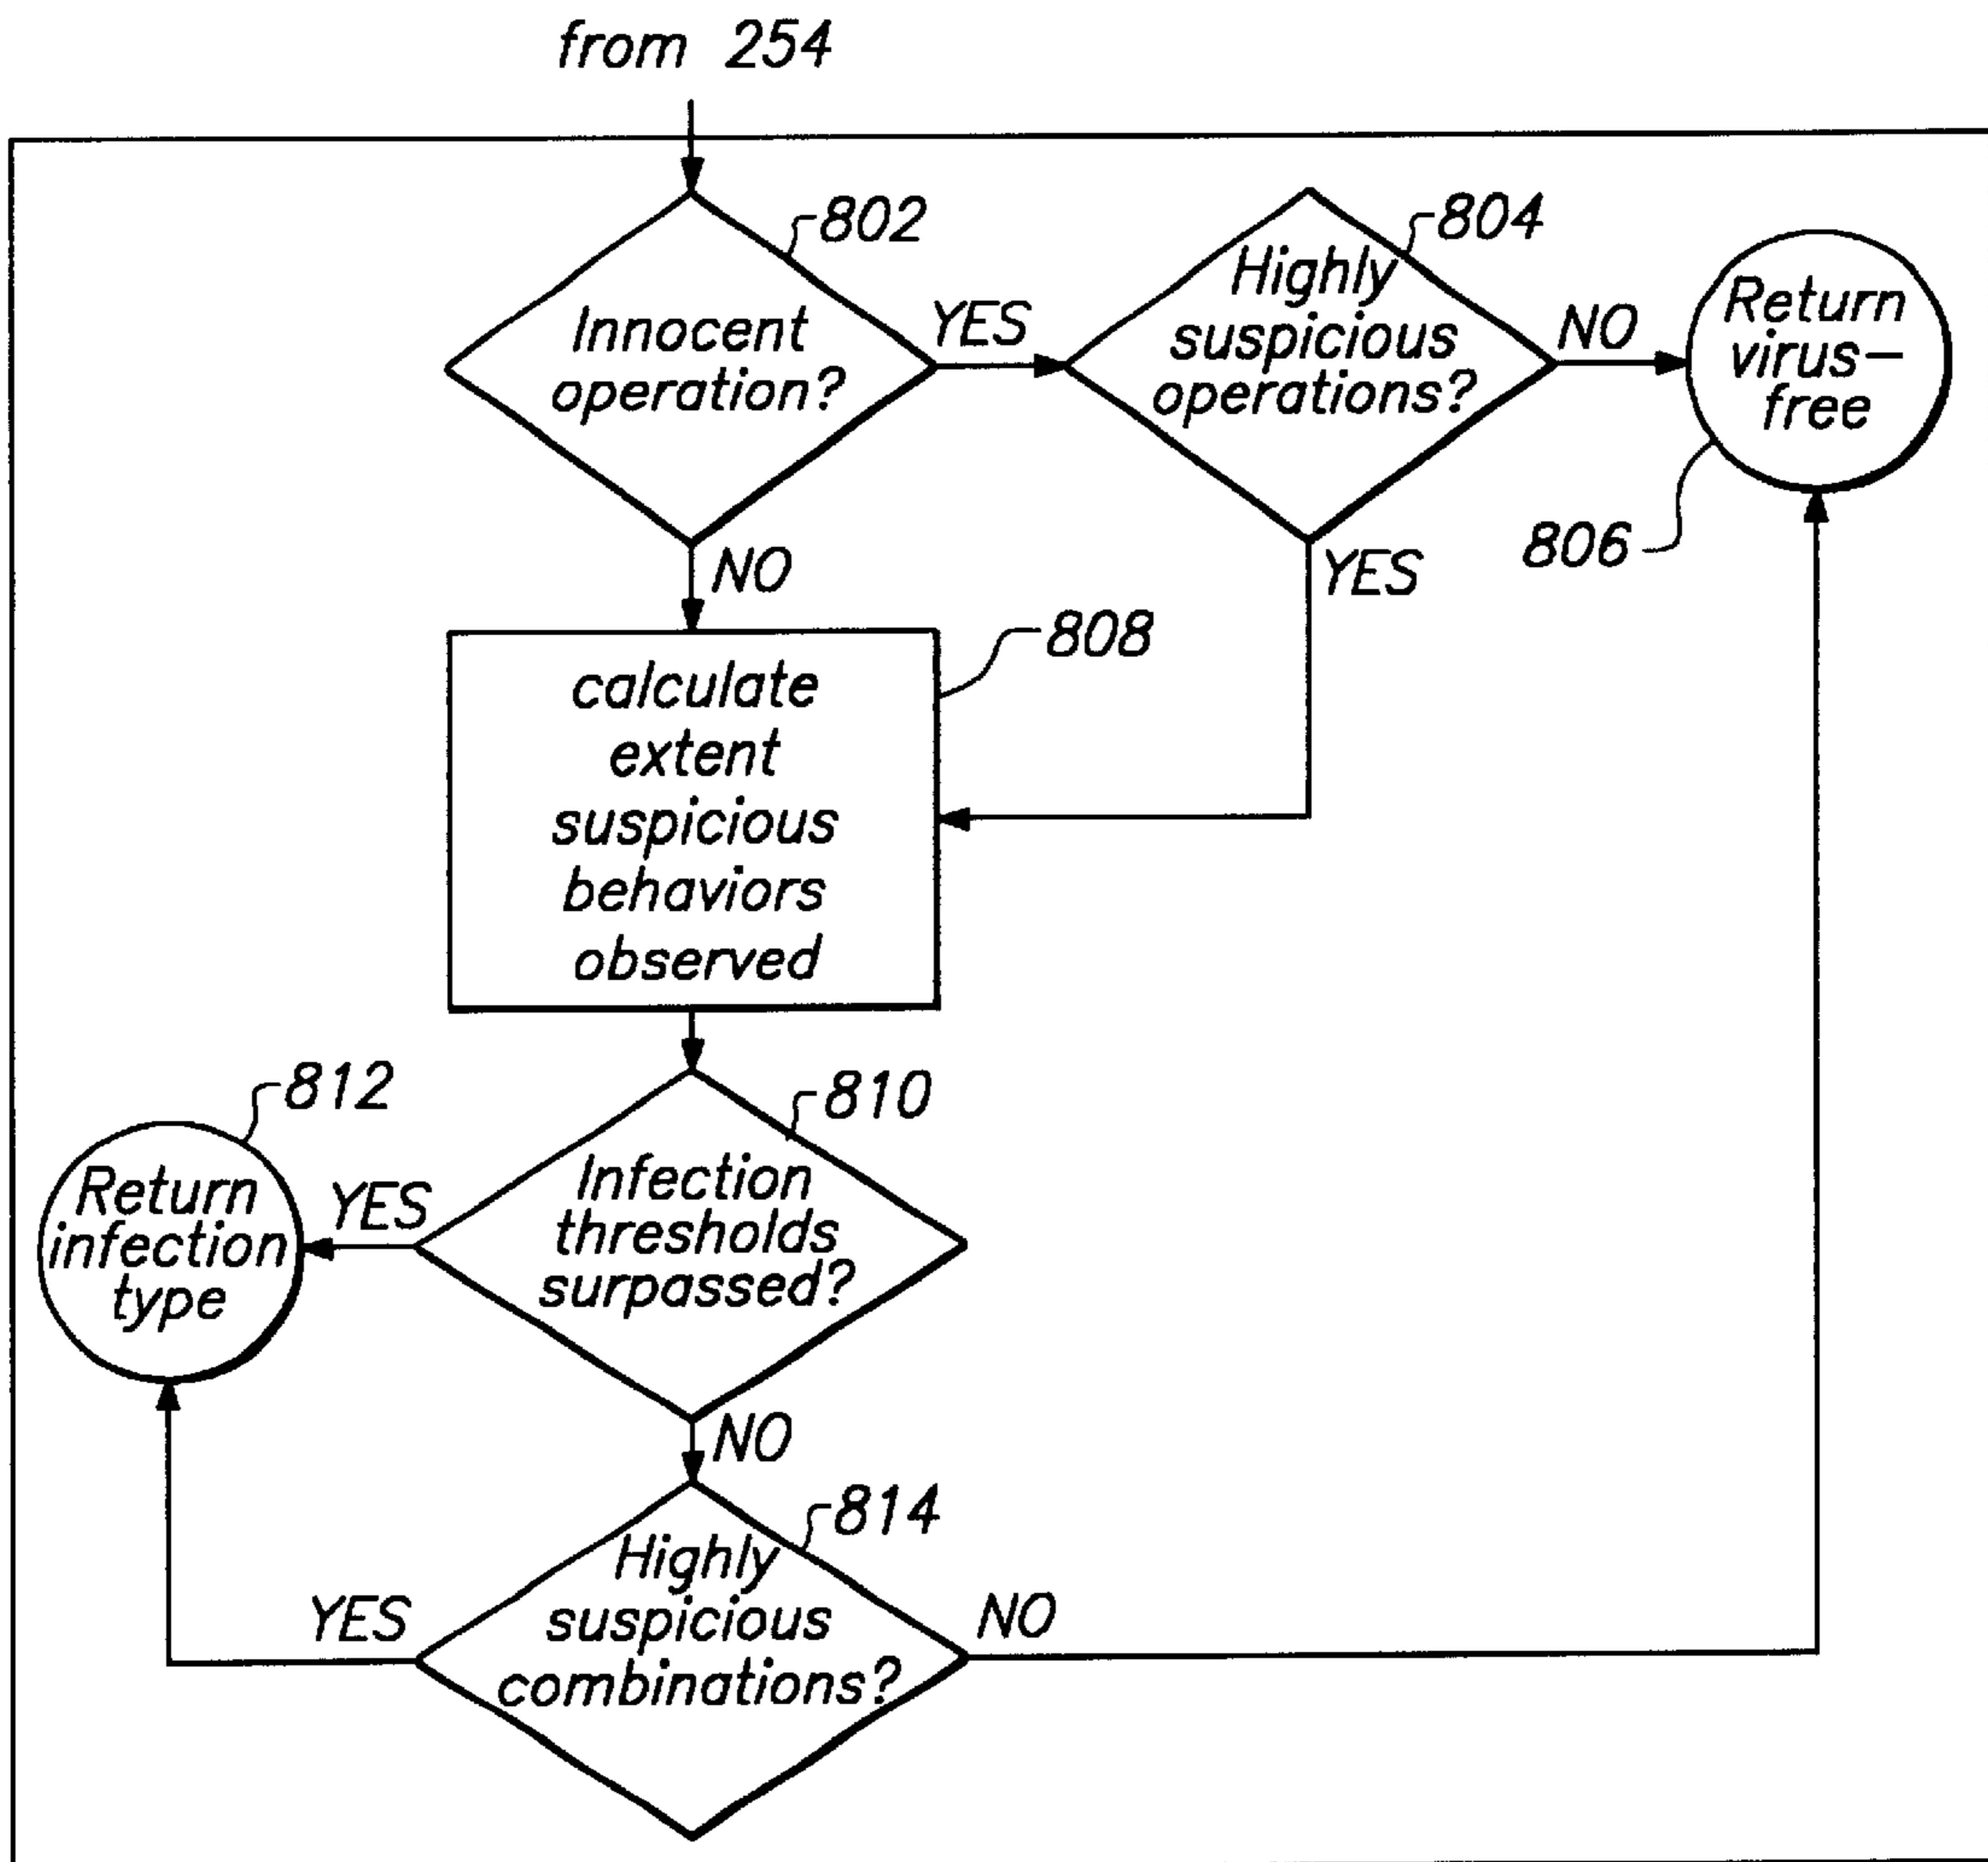 from 254
802
Innocent
operation?
YES
NO
804
Highly
suspicious
operations?
NO
YES
Return
virus-
free
806
808
calculate
extent
suspicious
behaviors
observed
810
Infection
thresholds
surpassed?
YES
NO
812
Return
infection
type
814
Highly
suspicious
combinations?
YES
NO